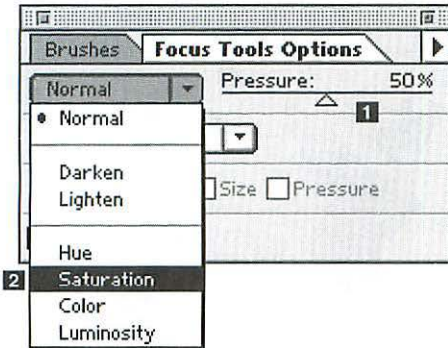 Brushes Focus Tools Options
Normal Pressure: 50%
1
• Normal
Darken
Lighten
Size Pressure
Hue
2 Saturation
Color
Luminosity